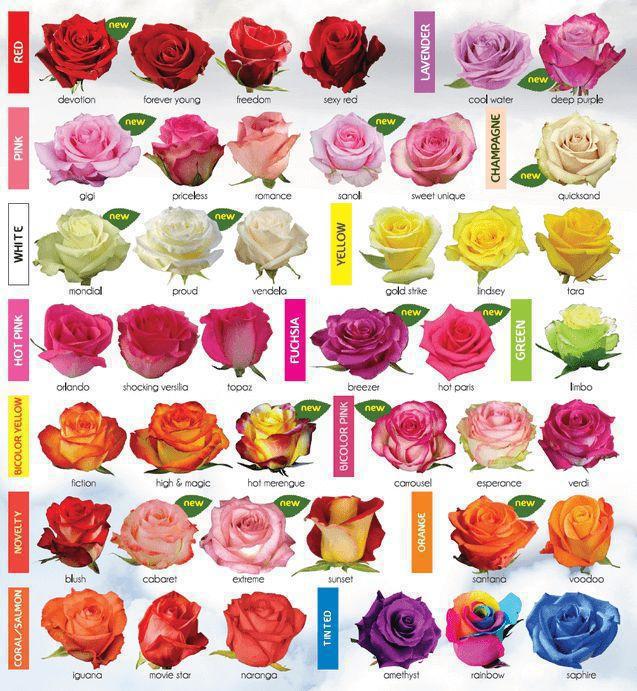 RED
new
devotion
forever young
freedom
sexy red
LAVENDER
cool water
new
deep purple
PINK
gigi
new
priceless
romance
sanoli
new
sweet unique
CHAMPAGNE
new
quicksand
WHITE
mondial
new
proud
new
vendela
YELLOW
gold strike
lindsey
tara
HOT PINK
orlando
shocking versilia
topaz
FUCHSIA
breezer
new
hot paris
new
GREEN
limbo
BICOLOR YELLOW
fiction
high & magic
hot merengue
new
BICOLOR PINK
new
carrousel
esperance
verdi
NOVELTY
blush
cabaret
new
extreme
new
sunset
ORANGE
santana
new
voodoo
CORAL/SALMON
iguana
movie star
naranga
TINTED
amethyst
rainbow
saphire